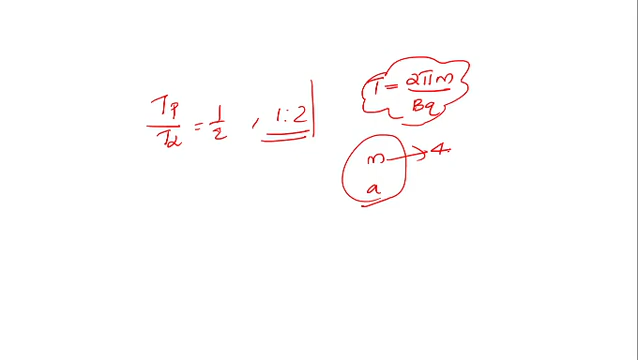 T = 2πm / Bq
Tp / Tα = 1/2 , 1:2
m → 4
q